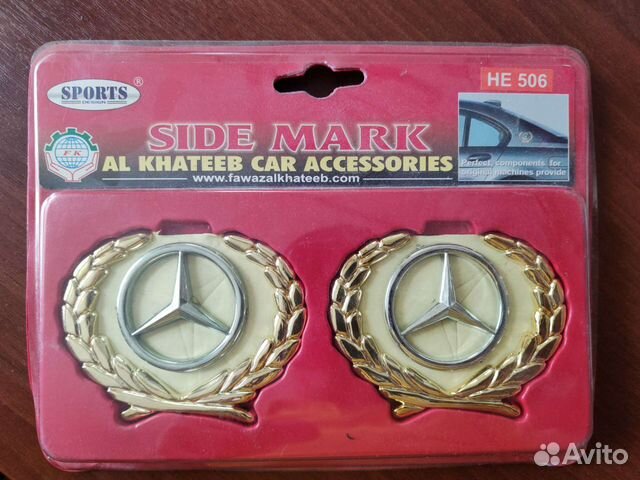 SPORTS®
DESIGN
HE 506
F.K
SIDE MARK
AL KHATEEB CAR ACCESSORIES
www.fawazalkhateeb.com
Perfect components for
original machines provide
Avito